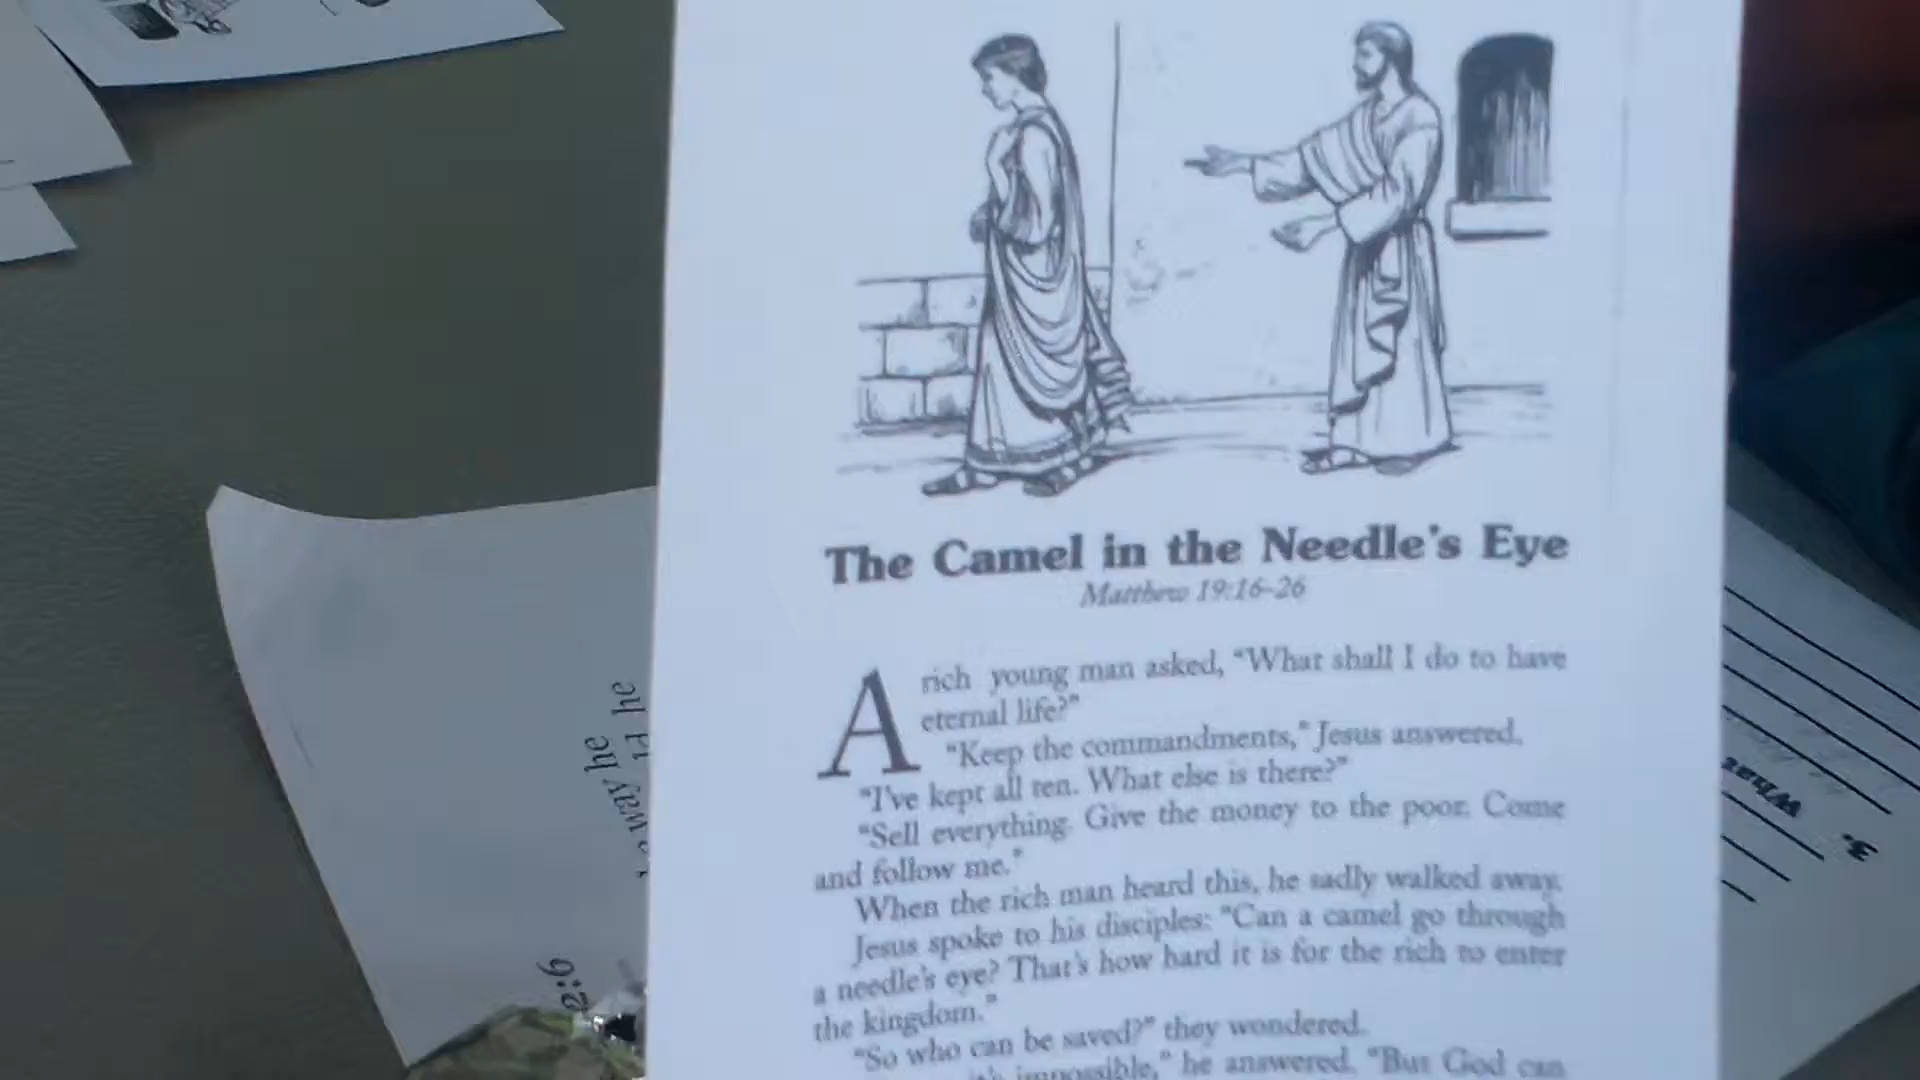 The Camel in the Needle's Eye
Matthew 19:16-26
A rich young man asked, "What shall I do to have
eternal life?"
"Keep the commandments," Jesus answered.
"I've kept all ten. What else is there?"
"Sell everything. Give the money to the poor. Come
and follow me."
When the rich man heard this, he sadly walked away.
Jesus spoke to his disciples: "Can a camel go through
a needle's eye? That's how hard it is for the rich to enter
the kingdom."
"So who can be saved?" they wondered.
impossible," he answered. "But God can
way he
he
2:6
3. What